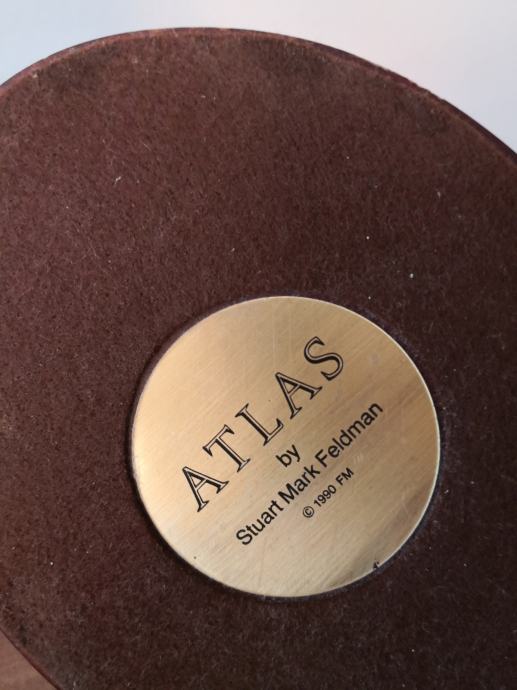 ATLAS
by
Stuart Mark Feldman
© 1990 FM